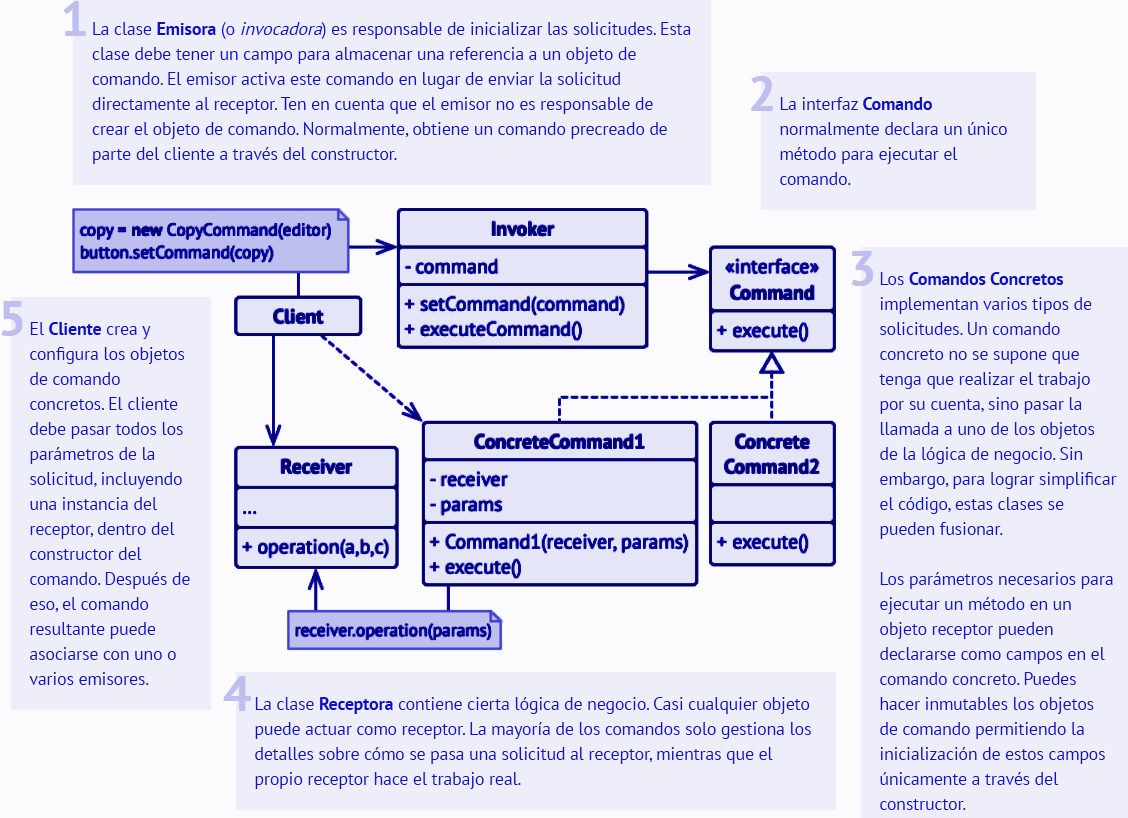 1
La clase Emisora (o invocadora) es responsable de inicializar las solicitudes. Esta
clase debe tener un campo para almacenar una referencia a un objeto de
comando. El emisor activa este comando en lugar de enviar la solicitud
directamente al receptor. Ten en cuenta que el emisor no es responsable de
crear el objeto de comando. Normalmente, obtiene un comando precreado de
parte del cliente a través del constructor.
2
La interfaz Comando
normalmente declara un único
método para ejecutar el
comando.
copy = new CopyCommand(editor)
button.setCommand(copy)
Invoker
- command
+ setCommand(command)
+ executeCommand()
«interface»
Command
+ execute()
Client
3
Los Comandos Concretos
implementan varios tipos de
solicitudes. Un comando
concreto no se supone que
tenga que realizar el trabajo
por su cuenta, sino pasar la
llamada a uno de los objetos
de la lógica de negocio. Sin
embargo, para lograr simplificar
el código, estas clases se
pueden fusionar.
Los parámetros necesarios para
ejecutar un método en un
objeto receptor pueden
declararse como campos en el
comando concreto. Puedes
hacer inmutables los objetos
de comando permitiendo la
inicialización de estos campos
únicamente a través del
constructor.
5
El Cliente crea y
configura los objetos
de comando
concretos. El cliente
debe pasar todos los
parámetros de la
solicitud, incluyendo
una instancia del
receptor, dentro del
constructor del
comando. Después de
eso, el comando
resultante puede
asociarse con uno o
varios emisores.
Receiver
...
+ operation(a,b,c)
ConcreteCommand1
- receiver
- params
+ Command1(receiver, params)
+ execute()
Concrete
Command2
+ execute()
receiver.operation(params)
4
La clase Receptora contiene cierta lógica de negocio. Casi cualquier objeto
puede actuar como receptor. La mayoría de los comandos solo gestiona los
detalles sobre cómo se pasa una solicitud al receptor, mientras que el
propio receptor hace el trabajo real.